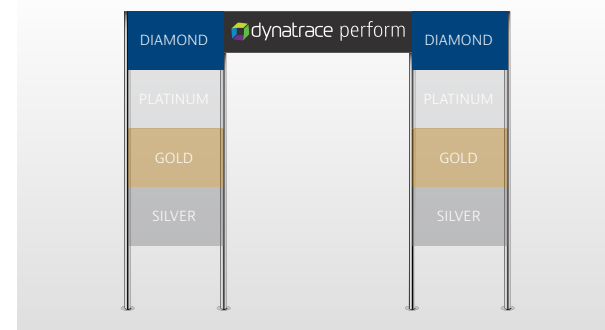 DIAMOND
dynatrace perform
DIAMOND
PLATINUM
PLATINUM
GOLD
GOLD
SILVER
SILVER